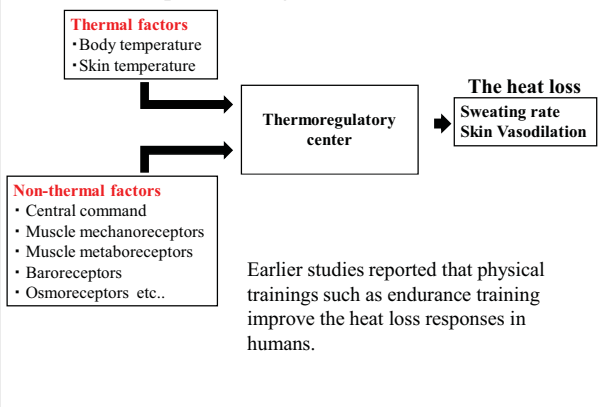 Thermal factors
・Body temperature
・Skin temperature
Thermoregulatory
center
The heat loss
Sweating rate
Skin Vasodilation
Non-thermal factors
・Central command
・Muscle mechanoreceptors
・Muscle metaboreceptors
・Baroreceptors
・Osmoreceptors etc..
Earlier studies reported that physical
trainings such as endurance training
improve the heat loss responses in
humans.